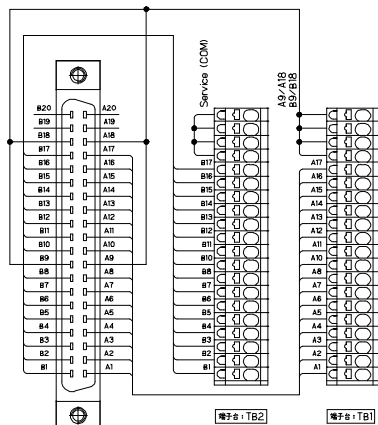 Service (COM)
A9/A18
B9/B18
B20
B19
B18
B17
B16
B15
B14
B13
B12
B11
B10
B9
B8
B7
B6
B5
B4
B3
B2
B1
A20
A19
A18
A17
A16
A15
A14
A13
A12
A11
A10
A9
A8
A7
A6
A5
A4
A3
A2
A1
B17
B16
B15
B14
B13
B12
B11
B10
B8
B7
B6
B5
B4
B3
B2
B1
A17
A16
A15
A14
A13
A12
A11
A10
A8
A7
A6
A5
A4
A3
A2
A1
端子台：TB2
端子台：TB1